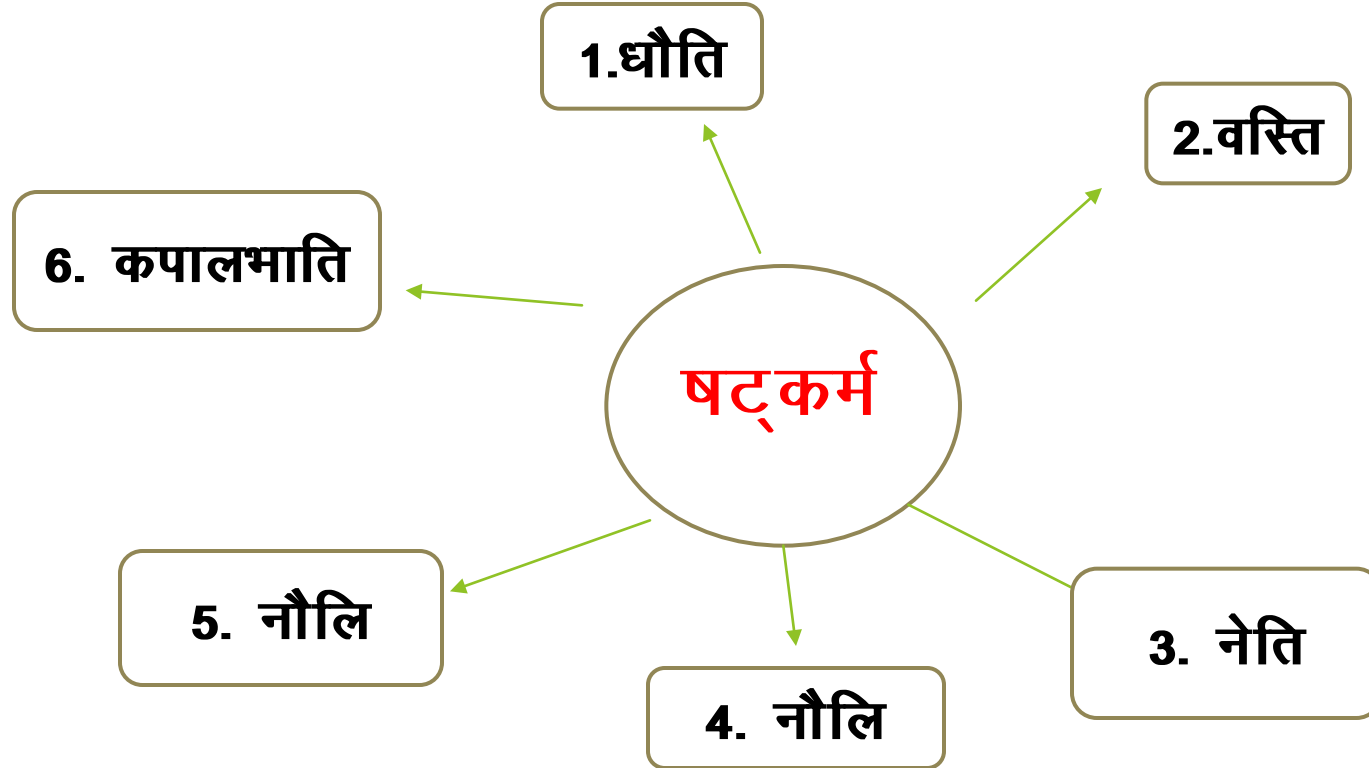 षट्कर्म
1.धौति
2.वस्ति
3. नेति
4. नौलि
5. नौलि
6. कपालभाति